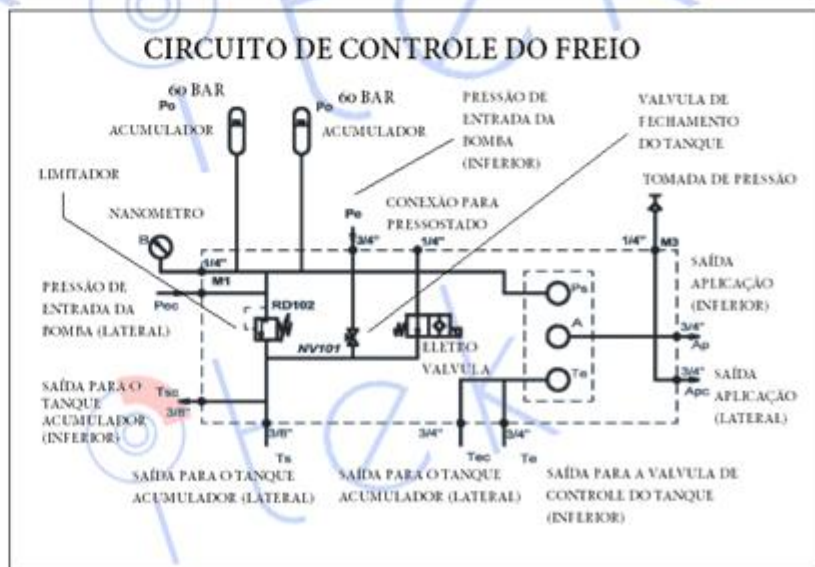 CIRCUITO DE CONTROLE DO FREIO
60 BAR
Po
ACUMULADOR
60 BAR
Po
ACUMULADOR
PRESSÃO DE
ENTRADA DA
BOMBA
(INFERIOR)
VALVULA DE
FECHAMENTO
DO TANQUE
LIMITADOR
NANOMETRO
B
CONEXÃO PARA
PRESSOSTADO
TOMADA DE PRESSÃO
Pe
3/4"
1/4"
1/4"
M3
1/4"
M1
PRESSÃO DE
ENTRADA DA
BOMBA (LATERAL)
Pec
RD102
NV101
ELETRO
VALVULA
Ps
A
Te
SAÍDA
APLICAÇÃO
(INFERIOR)
3/4"
Ap
3/4"
Apc
SAÍDA
APLICAÇÃO
(LATERAL)
SAÍDA PARA O
TANQUE
ACUMULADOR
(INFERIOR)
Tsc
3/8"
3/8"
Ts
3/4"
Tec
3/4"
Te
SAÍDA PARA O TANQUE
ACUMULADOR (LATERAL)
SAÍDA PARA O TANQUE
ACUMULADOR (LATERAL)
SAÍDA PARA A VALVULA DE
CONTROLE DO TANQUE
(INFERIOR)